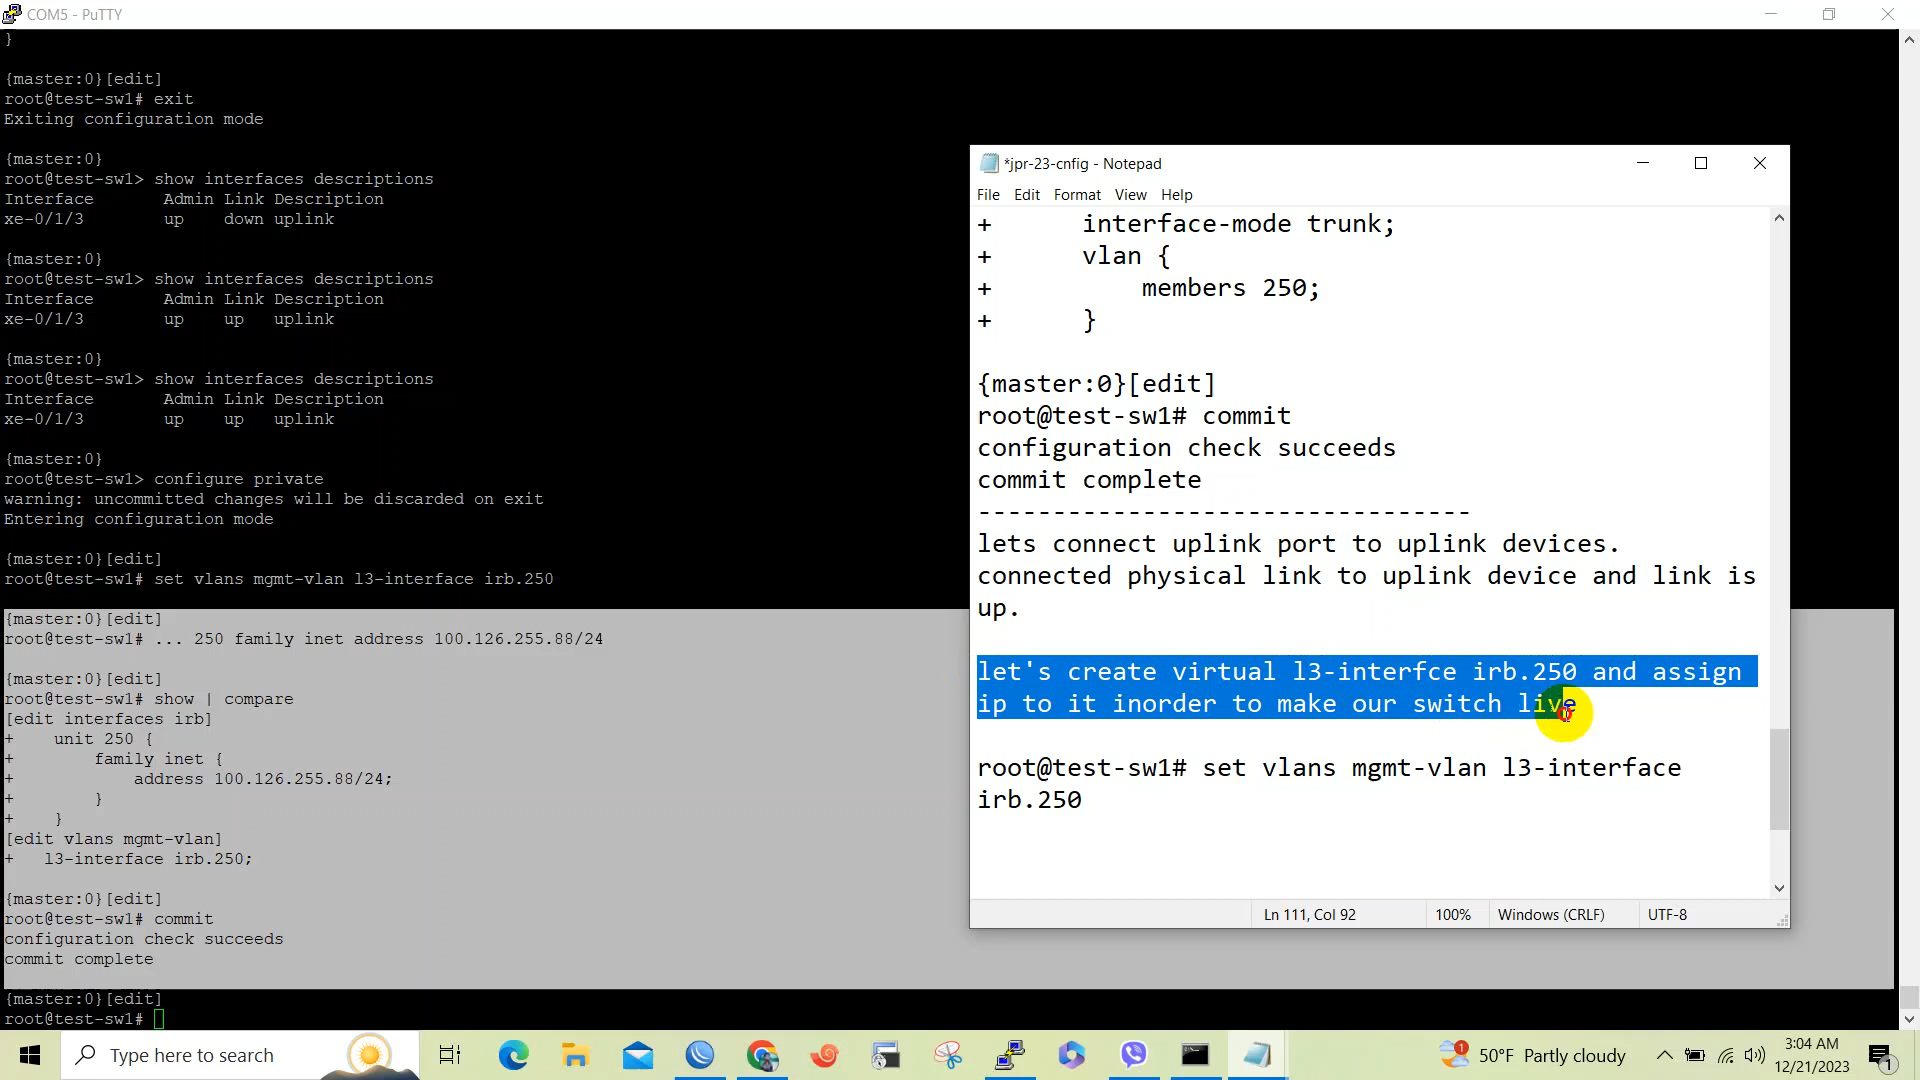 COM5 - PuTTY
}
{master:0}[edit]
root@test-sw1# exit
Exiting configuration mode
{master:0}
root@test-sw1> show interfaces descriptions
Interface       Admin Link Description
xe-0/1/3        up    down uplink
{master:0}
root@test-sw1> show interfaces descriptions
Interface       Admin Link Description
xe-0/1/3        up    up   uplink
{master:0}
root@test-sw1> show interfaces descriptions
Interface       Admin Link Description
xe-0/1/3        up    up   uplink
{master:0}
root@test-sw1> configure private
warning: uncommitted changes will be discarded on exit
Entering configuration mode
{master:0}[edit]
root@test-sw1# set vlans mgmt-vlan l3-interface irb.250
{master:0}[edit]
root@test-sw1# ... 250 family inet address 100.126.255.88/24
{master:0}[edit]
root@test-sw1# show | compare
[edit interfaces irb]
+    unit 250 {
+        family inet {
+            address 100.126.255.88/24;
+        }
+    }
[edit vlans mgmt-vlan]
+   l3-interface irb.250;
{master:0}[edit]
root@test-sw1# commit
configuration check succeeds
commit complete
{master:0}[edit]
root@test-sw1#
*jpr-23-cnfig - Notepad
File Edit Format View Help
+      interface-mode trunk;
+      vlan {
+          members 250;
+      }
{master:0}[edit]
root@test-sw1# commit
configuration check succeeds
commit complete
---------------------------------
lets connect uplink port to uplink devices.
connected physical link to uplink device and link is
up.
let's create virtual l3-interfce irb.250 and assign
ip to it inorder to make our switch live
root@test-sw1# set vlans mgmt-vlan l3-interface
irb.250
Ln 111, Col 92
100%
Windows (CRLF)
UTF-8
Type here to search
50°F Partly cloudy
1
3:04 AM
12/21/2023
1